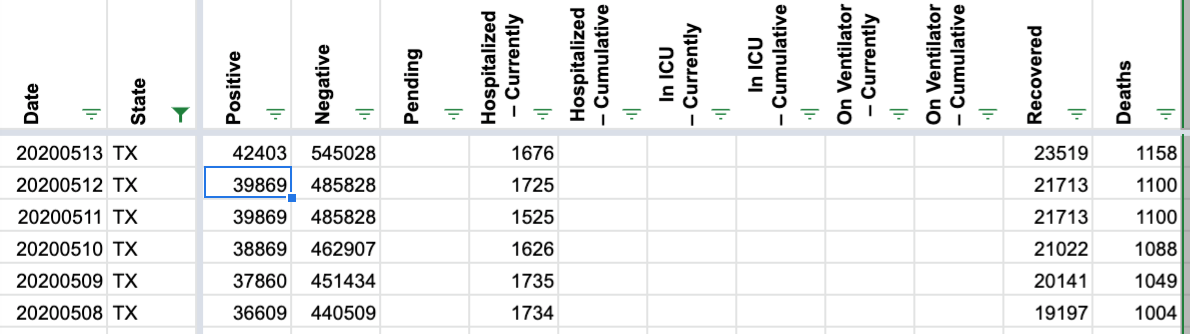 Date State Positive Negative Pending Hospitalized – Currently Hospitalized – Cumulative In ICU – Currently In ICU – Cumulative On Ventilator – Currently On Ventilator – Cumulative Recovered Deaths
20200513 TX 42403 545028 1676 23519 1158
20200512 TX 39869 485828 1725 21713 1100
20200511 TX 39869 485828 1525 21713 1100
20200510 TX 38869 462907 1626 21022 1088
20200509 TX 37860 451434 1735 20141 1049
20200508 TX 36609 440509 1734 19197 1004